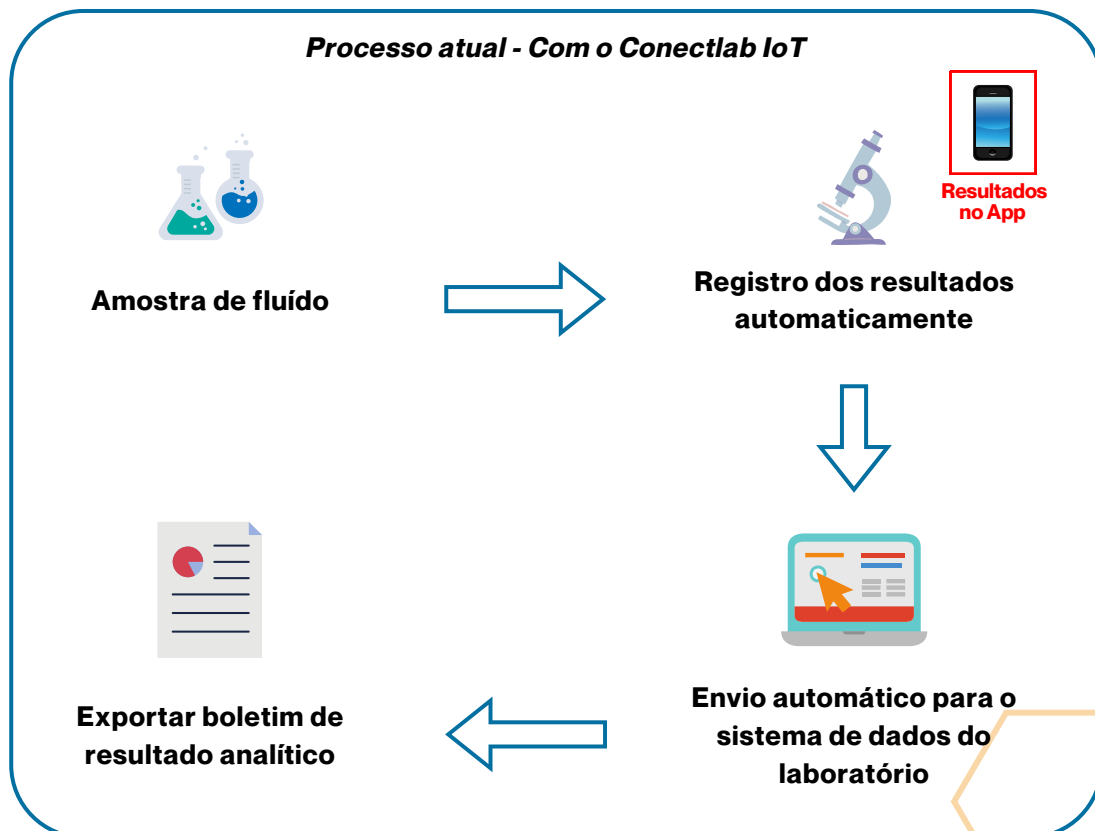 Processo atual - Com o Conectlab IoT
Resultados
no App
Amostra de fluído
Registro dos resultados
automaticamente
Envio automático para o
sistema de dados do
laboratório
Exportar boletim de
resultado analítico